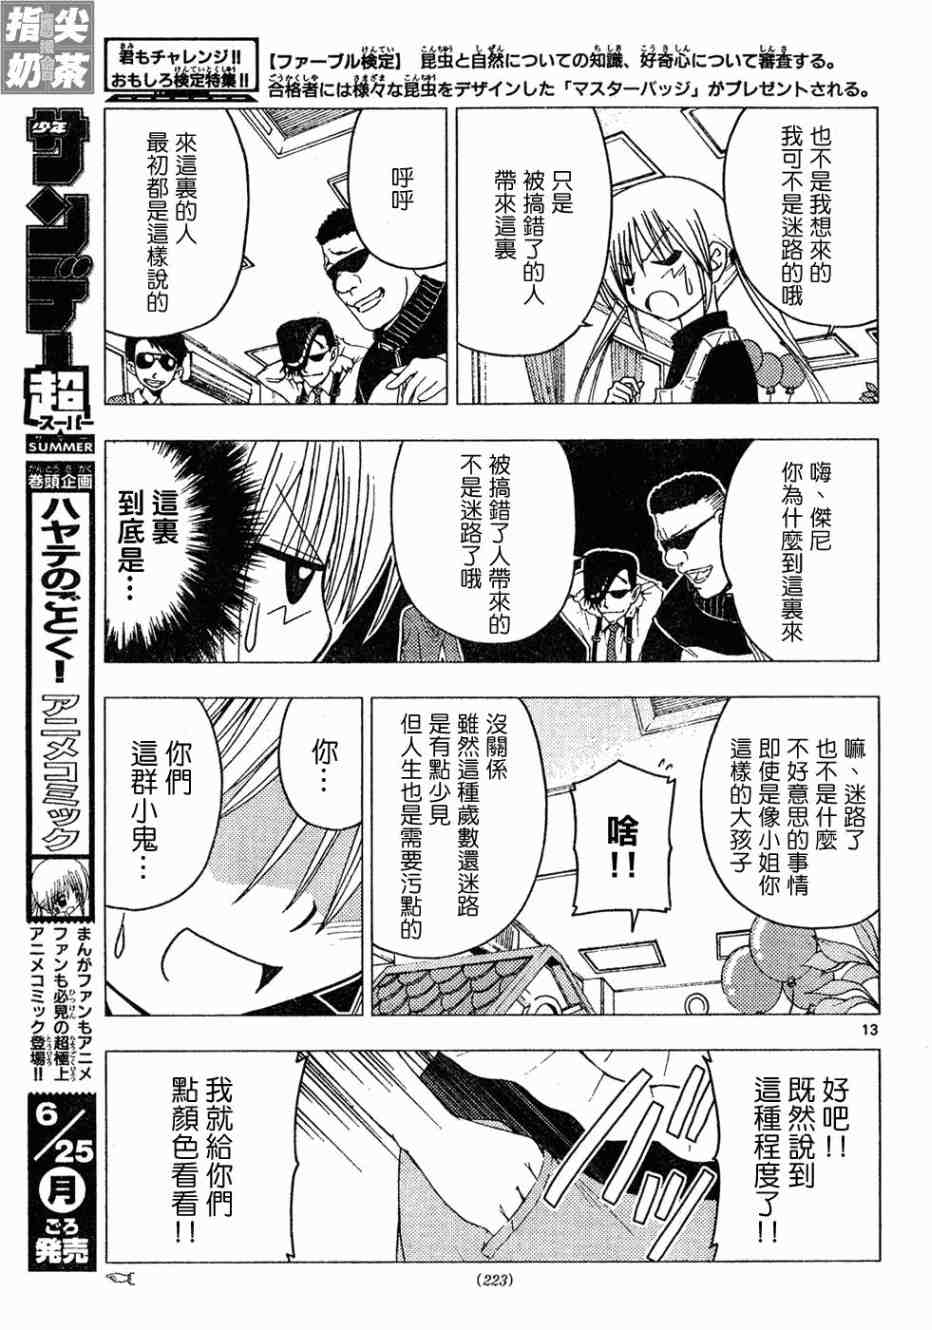 指尖
奶茶
君もチャレンジ!!
おもしろ検定特集!!
【ファーブル検定】 昆虫と自然についての知識、好奇心について審査する。
合格者には様々な昆虫をデザインした「マスターバッジ」がプレゼントされる。
也不是我想來的
我可不是迷路的哦
只是
被搞錯了的人
帶來這裏
呼呼
來這裏的人
最初都是這樣說的
嗨、傑尼
你為什麼到這裏來
被搞錯了人帶來的
不是迷路了哦
這裏
到底是…
嘛、迷路了
也不是什麼
不好意思的事情
即使是像小姐你
這樣的大孩子
啥!!
沒關係
雖然這種歲數還迷路
是有點少見
但人生也是需要污點的
你…
你們
這群小鬼…
13
好吧!!
既然說到
這種程度了!!
我就給你們
點顏色看看!!
(223)
少年
サンデー
超
スーパー
サマー
SUMMER
巻頭企画
ハヤテのごとく!
アニメコミック
まんがファンもアニメ
ファンも必見の超極上
アニメコミック登場!!
6/25
月
ごろ
発売